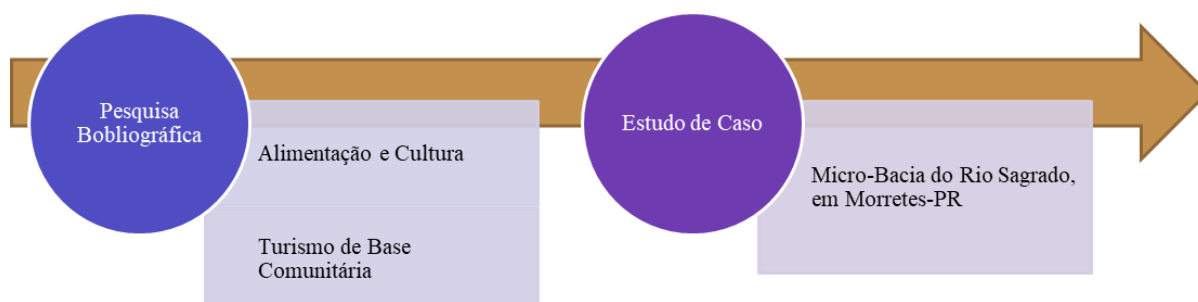 Pesquisa
Bobliográfica
Alimentação e Cultura
Turismo de Base
Comunitária
Estudo de Caso
Micro-Bacia do Rio Sagrado,
em Morretes-PR